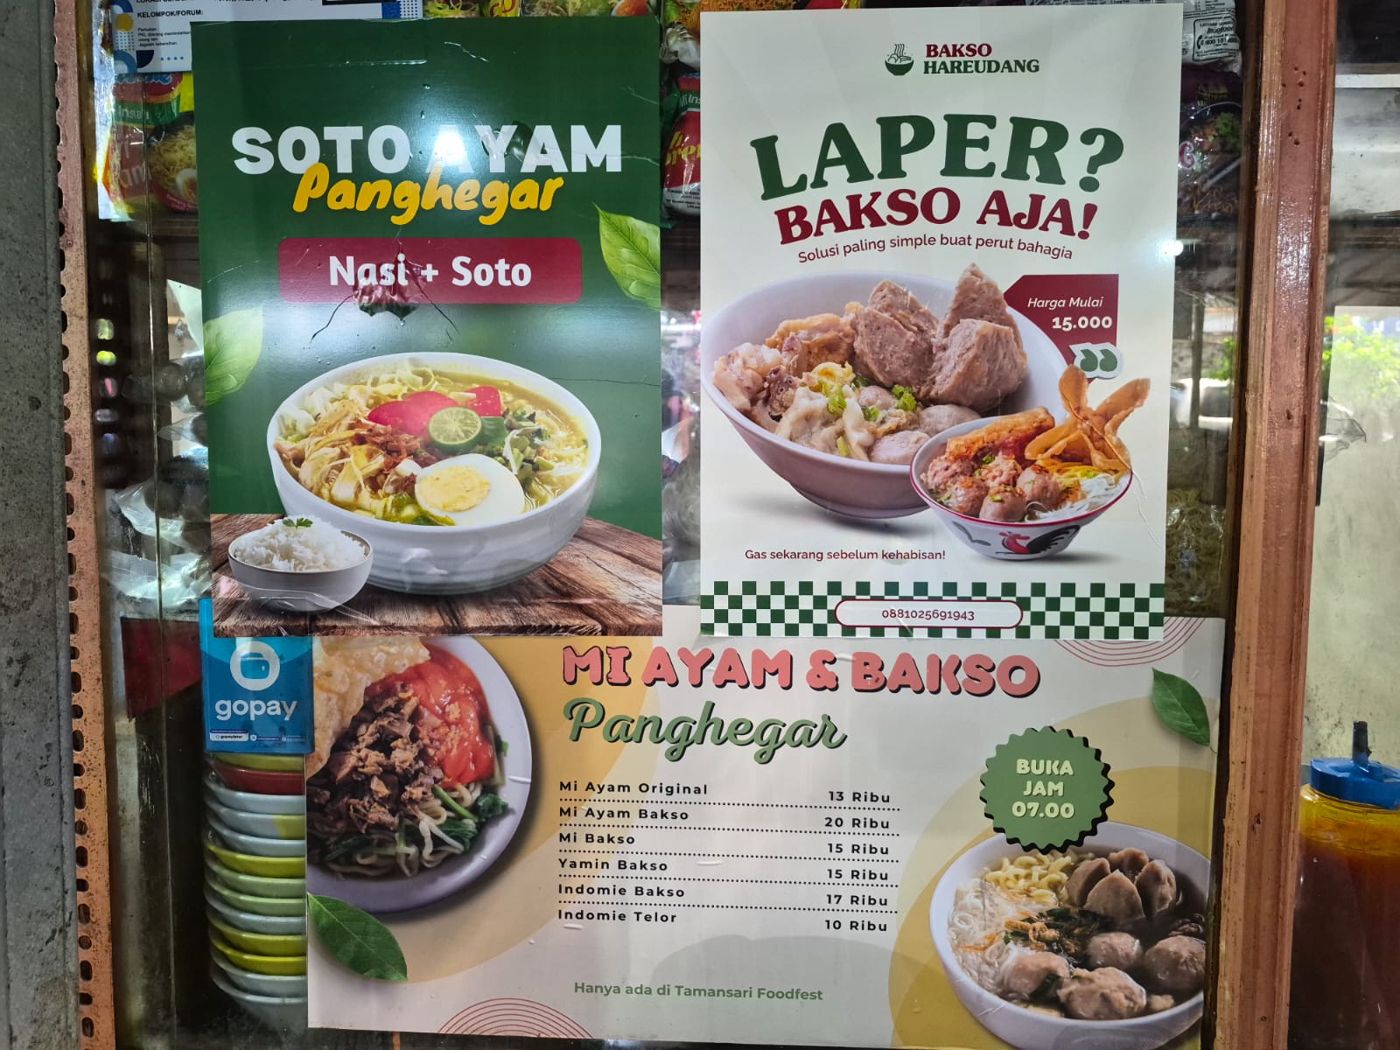 KELOMPOK/FORUM:
SOTO AYAM
Panghegar
Nasi + Soto
BAKSO
HAREUDANG
LAPER?
BAKSO AJA!
Solusi paling simple buat perut bahagia
Harga Mulai
15.000
Gas sekarang sebelum kehabisan!
0881025691943
gopay
MI AYAM & BAKSO
Panghegar
BUKA
JAM
07.00
Mi Ayam Original 13 Ribu
Mi Ayam Bakso 20 Ribu
Mi Bakso 15 Ribu
Yamin Bakso 15 Ribu
Indomie Bakso 17 Ribu
Indomie Telor 10 Ribu
Hanya ada di Tamansari Foodfest